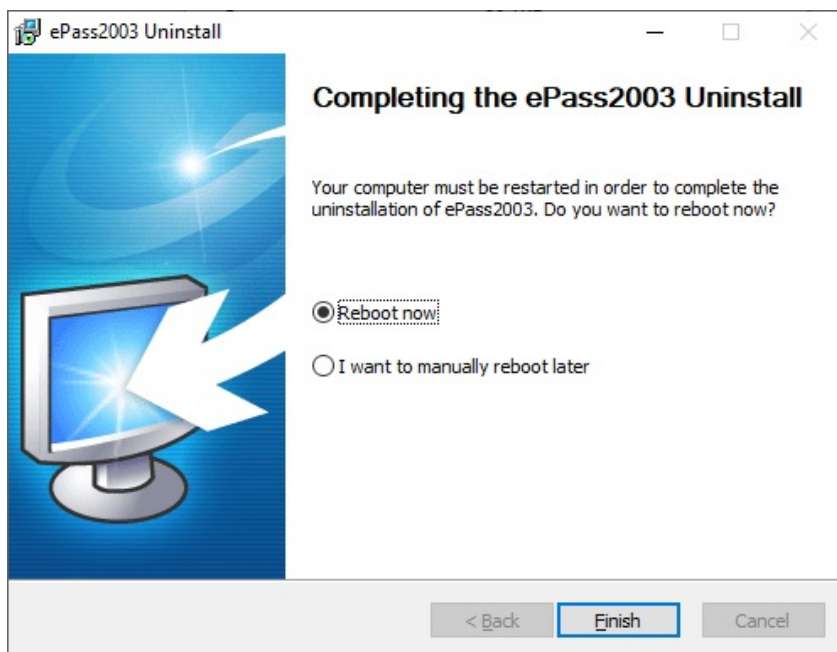 ePass2003 Uninstall
Completing the ePass2003 Uninstall
Your computer must be restarted in order to complete the
uninstallation of ePass2003. Do you want to reboot now?
Reboot now
I want to manually reboot later
< Back
Finish
Cancel